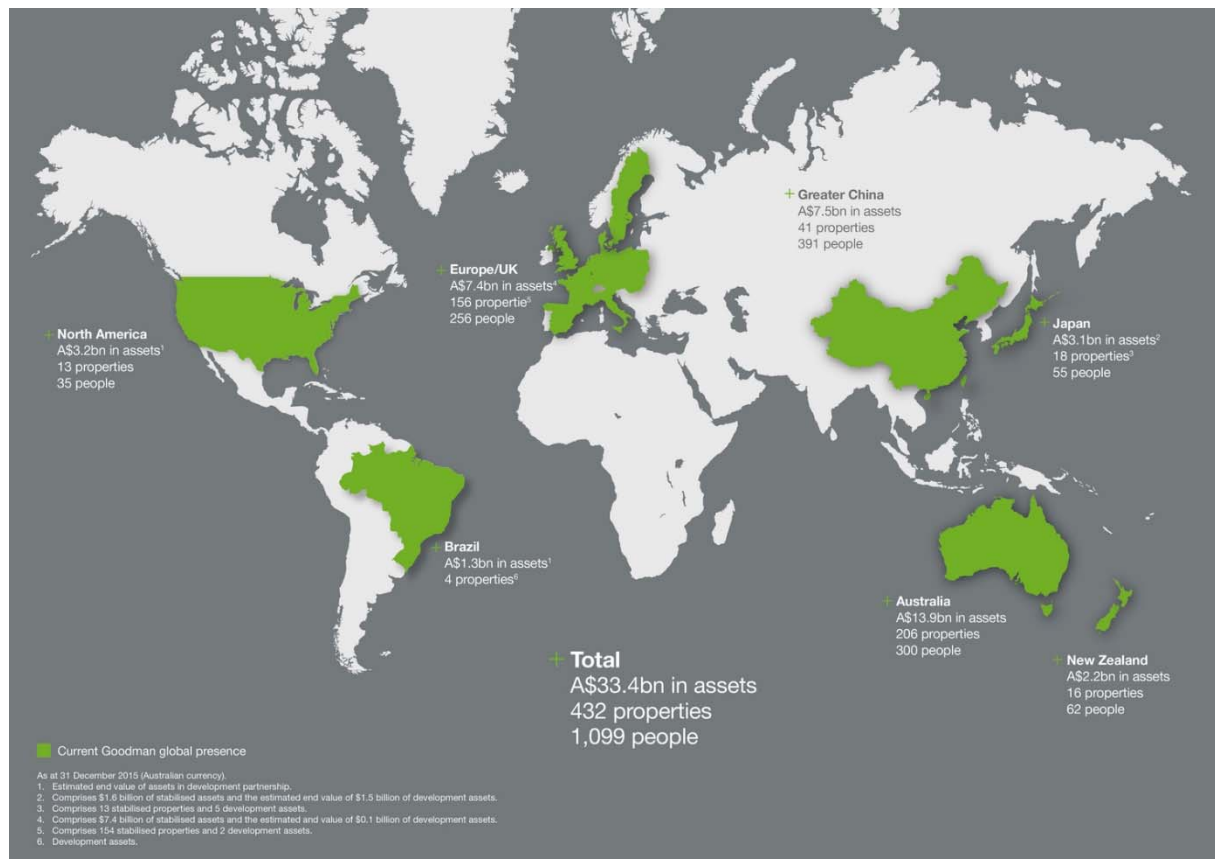 + Greater China
A$7.5bn in assets
41 properties
391 people
+ Europe/UK
A$7.4bn in assets⁴
156 propertie⁵
256 people
+ North America
A$3.2bn in assets¹
13 properties
35 people
+ Japan
A$3.1bn in assets²
18 properties³
55 people
+ Brazil
A$1.3bn in assets¹
4 properties⁶
+ Australia
A$13.9bn in assets
206 properties
300 people
+ New Zealand
A$2.2bn in assets
16 properties
62 people
+ Total
A$33.4bn in assets
432 properties
1,099 people
Current Goodman global presence
As at 31 December 2015 (Australian currency).
1. Estimated end value of assets in development partnership.
2. Comprises $1.6 billion of stabilised assets and the estimated end value of $1.5 billion of development assets.
3. Comprises 13 stabilised properties and 5 development assets.
4. Comprises $7.4 billion of stabilised assets and the estimated and value of $0.1 billion of development assets.
5. Comprises 154 stabilised properties and 2 development assets.
6. Development assets.